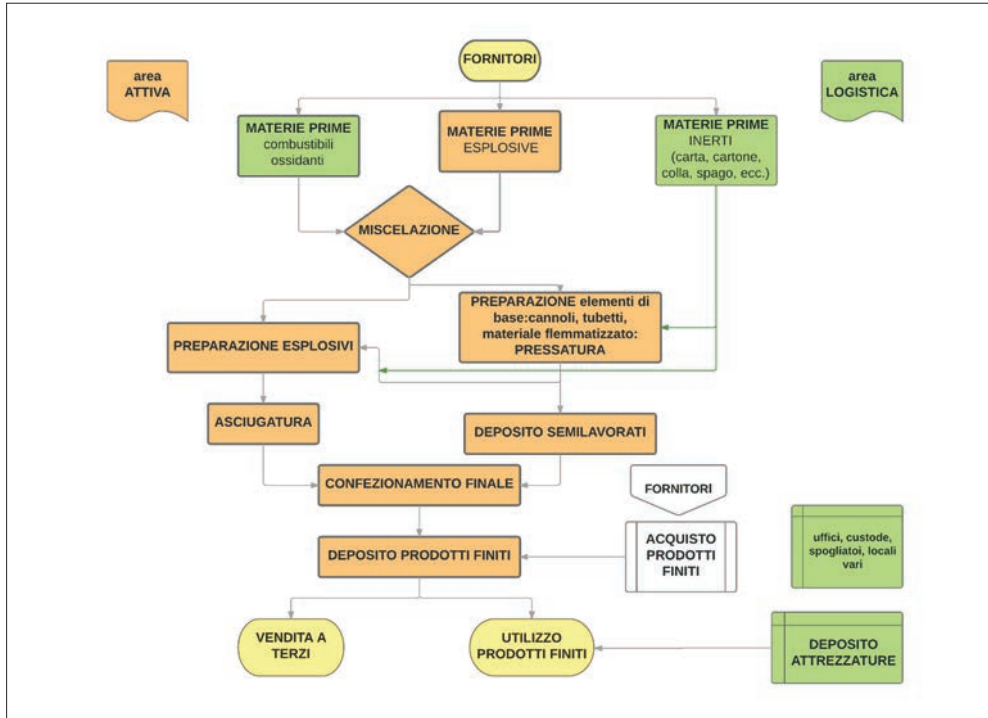 FORNITORI
area
ATTIVA
area
LOGISTICA
MATERIE PRIME
combustibili
ossidanti
MATERIE PRIME
ESPLOSIVE
MATERIE PRIME
INERTI
(carta, cartone,
colla, spago, ecc.)
MISCELAZIONE
PREPARAZIONE elementi di
base:cannoli, tubetti,
materiale flemmatizzato:
PRESSATURA
PREPARAZIONE ESPLOSIVI
ASCIUGATURA
DEPOSITO SEMILAVORATI
CONFEZIONAMENTO FINALE
FORNITORI
ACQUISTO
PRODOTTI
FINITI
uffici, custode,
spogliatoi, locali
vari
DEPOSITO PRODOTTI FINITI
VENDITA A
TERZI
UTILIZZO
PRODOTTI FINITI
DEPOSITO
ATTREZZATURE